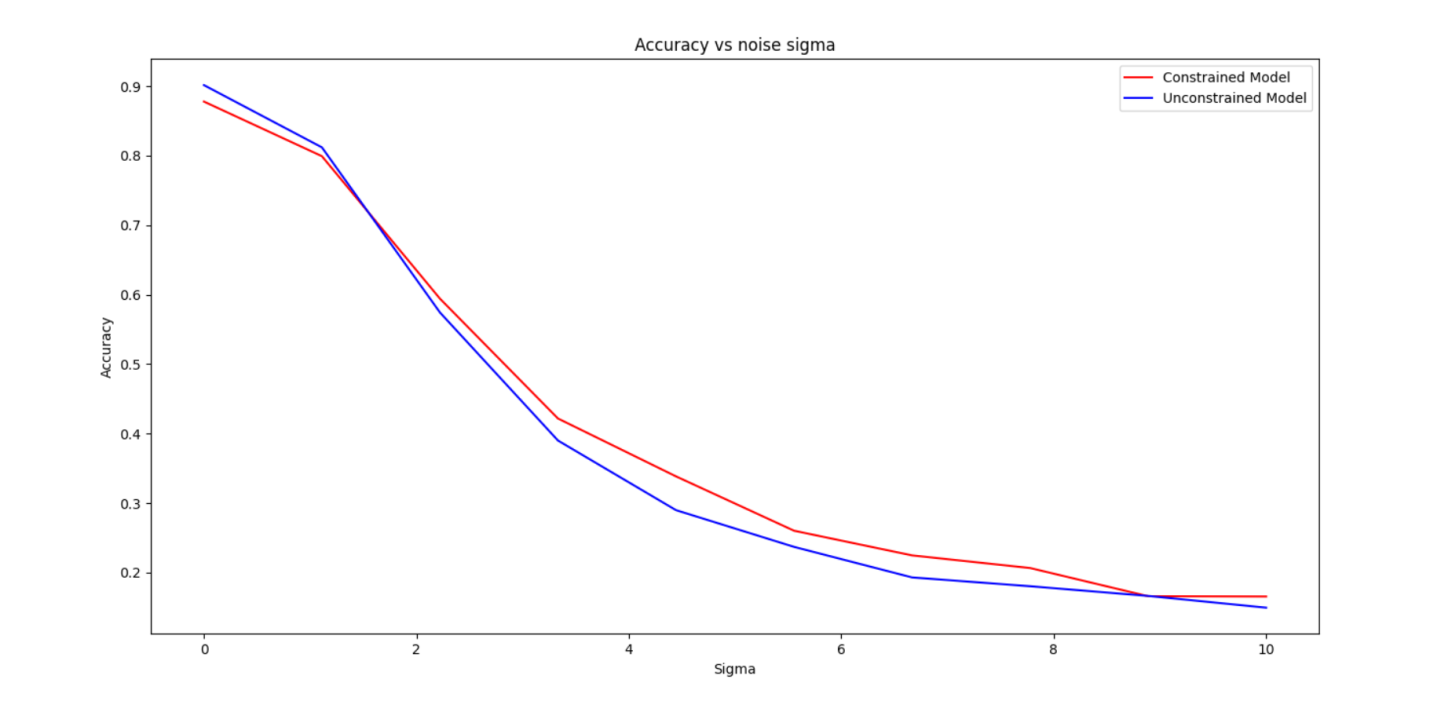 Accuracy vs noise sigma
Constrained Model
Unconstrained Model
0.9
0.8
0.7
0.6
0.5
0.4
0.3
0.2
Accuracy
0 2 4 6 8 10
Sigma